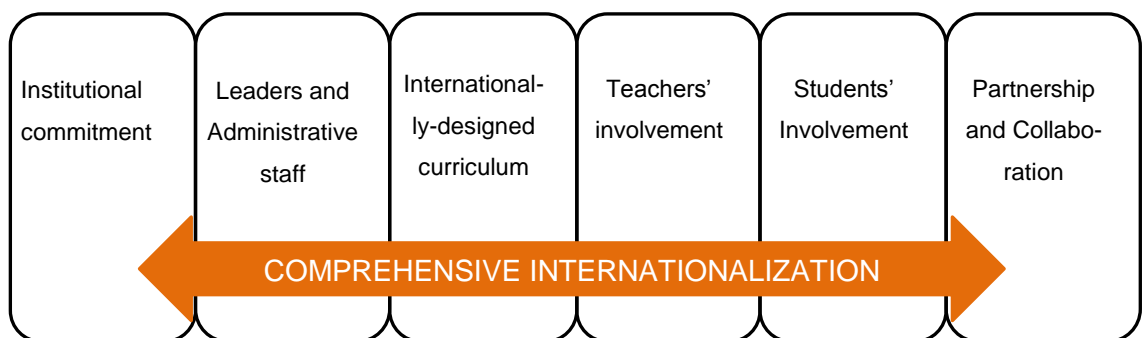 Institutional
commitment
Leaders and
Administrative
staff
International-
ly-designed
curriculum
Teachers’
involvement
Students’
Involvement
Partnership
and Collabo-
ration
COMPREHENSIVE INTERNATIONALIZATION